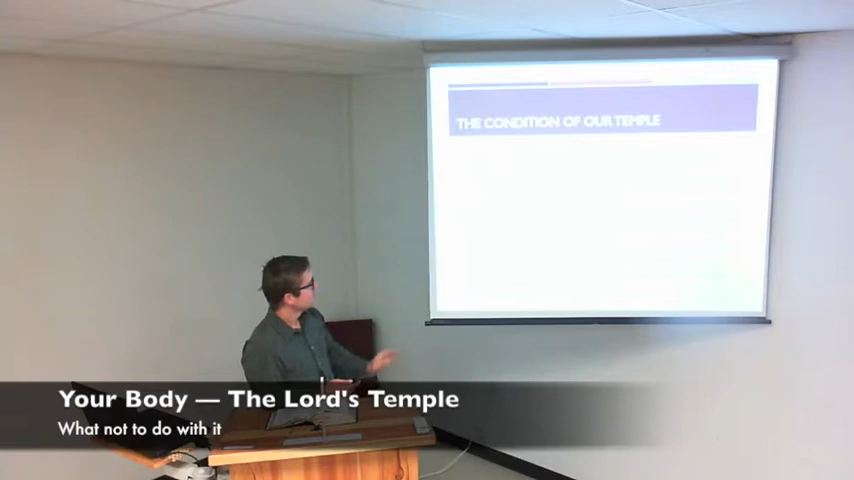 THE CONDITION OF OUR TEMPLE
Your Body — The Lord's Temple
What not to do with it